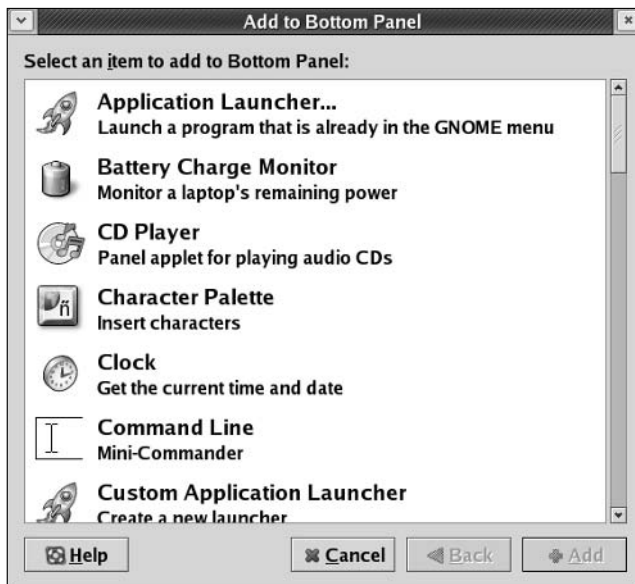 Add to Bottom Panel
Select an item to add to Bottom Panel:
Application Launcher...
Launch a program that is already in the GNOME menu
Battery Charge Monitor
Monitor a laptop's remaining power
CD Player
Panel applet for playing audio CDs
Character Palette
Insert characters
ñ
Clock
Get the current time and date
Command Line
Mini-Commander
Custom Application Launcher
Create a new launcher
Help
Cancel
Back
Add